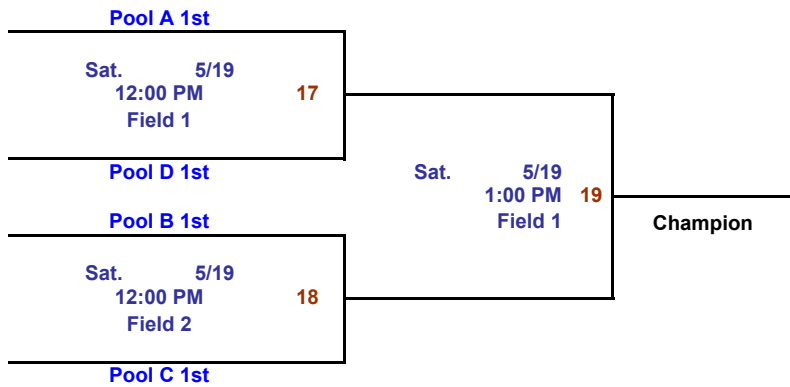 Pool A 1st
Sat. 5/19
12:00 PM 17
Field 1
Pool D 1st
Sat. 5/19
1:00 PM 19
Field 1
Champion
Pool B 1st
Sat. 5/19
12:00 PM 18
Field 2
Pool C 1st